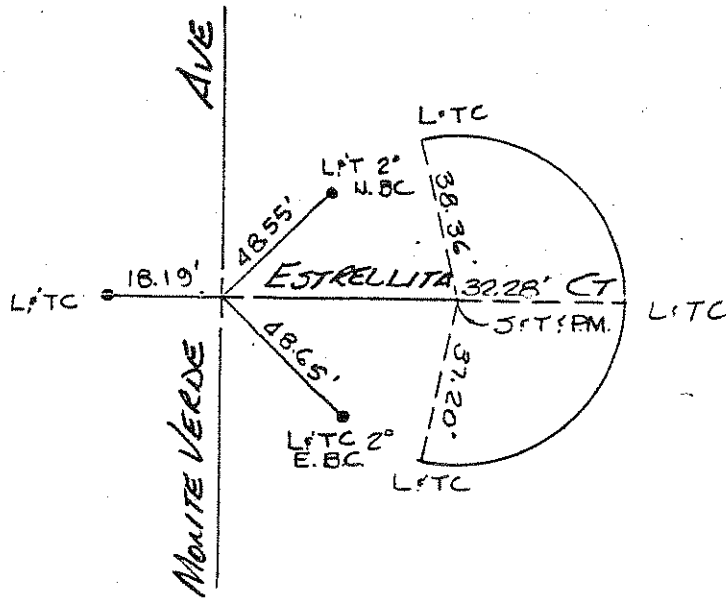 AVE
L&TC
L&T 2°
N. BC
48.55'
38.36'
18.19'
ESTRELLITA
32.28'
CT
L&TC
L&TC
S&T&P.M.
48.65'
37.20'
L&TC 2°
E. BC
L&TC
MONTE VERDE